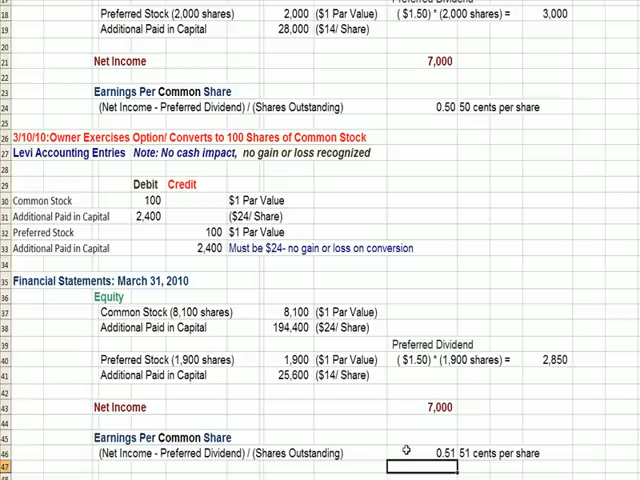 17 Preferred Dividend
18 Preferred Stock (2,000 shares) 2,000 ($1 Par Value) ( $1.50) * (2,000 shares) = 3,000
19 Additional Paid in Capital 28,000 ($14/ Share)
20
21 Net Income 7,000
22
23 Earnings Per Common Share
24 (Net Income - Preferred Dividend) / (Shares Outstanding) 0.50 50 cents per share
25
26 3/10/10:Owner Exercises Option/ Converts to 100 Shares of Common Stock
27 Levi Accounting Entries Note: No cash impact, no gain or loss recognized
28
29 Debit Credit
30 Common Stock 100 $1 Par Value
31 Additional Paid in Capital 2,400 ($24/ Share)
32 Preferred Stock 100 $1 Par Value
33 Additional Paid in Capital 2,400 Must be $24- no gain or loss on conversion
34
35 Financial Statements: March 31, 2010
36 Equity
37 Common Stock (8,100 shares) 8,100 ($1 Par Value)
38 Additional Paid in Capital 194,400 ($24/ Share)
39 Preferred Dividend
40 Preferred Stock (1,900 shares) 1,900 ($1 Par Value) ( $1.50) * (1,900 shares) = 2,850
41 Additional Paid in Capital 25,600 ($14/ Share)
42
43 Net Income 7,000
44
45 Earnings Per Common Share
46 (Net Income - Preferred Dividend) / (Shares Outstanding) 0.51 51 cents per share
47
48